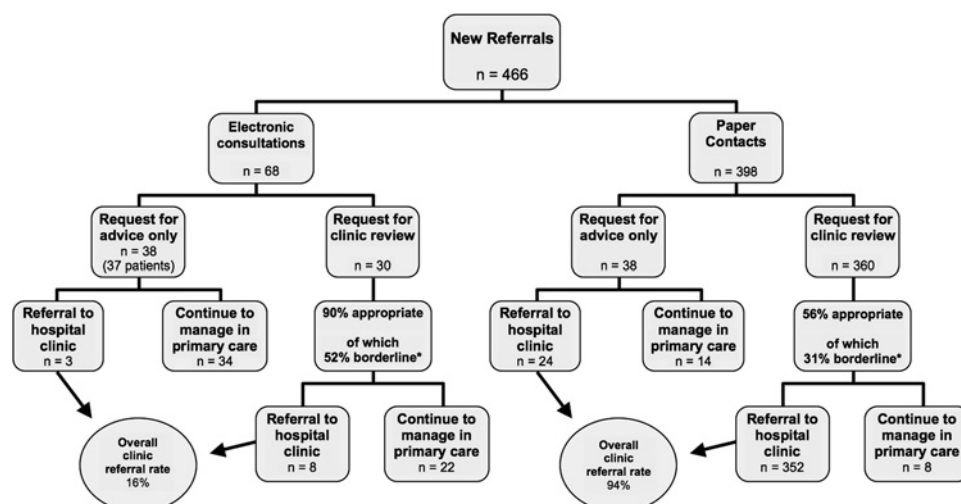 New Referrals
n = 466
Electronic
consultations
n = 68
Paper
Contacts
n = 398
Request for
advice only
n = 38
(37 patients)
Request for
clinic review
n = 30
Request for
advice only
n = 38
Request for
clinic review
n = 360
Referral to
hospital
clinic
n = 3
Continue to
manage in
primary care
n = 34
90% appropriate
of which
52% borderline*
Referral to
hospital
clinic
n = 24
Continue to
manage in
primary care
n = 14
56% appropriate
of which
31% borderline*
Overall
clinic
referral rate
16%
Referral to
hospital
clinic
n = 8
Continue to
manage in
primary care
n = 22
Overall
clinic
referral rate
94%
Referral to
hospital
clinic
n = 352
Continue to
manage in
primary care
n = 8